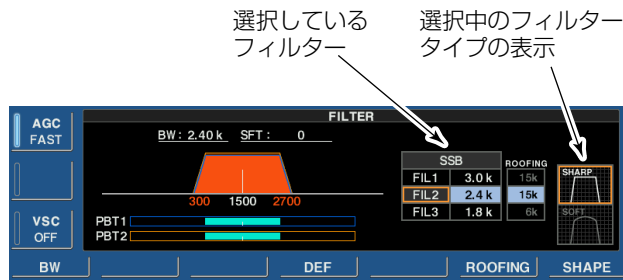 選択している
フィルター
選択中のフィルター
タイプの表示
FILTER
AGC
FAST
BW: 2.40 k SFT: 0
300 1500 2700
PBT1
PBT2
VSC
OFF
SSB ROOFING
FIL1 3.0 k 15k
FIL2 2.4 k 15k
FIL3 1.8 k 6k
SHARP
SOFT
BW DEF ROOFING SHAPE